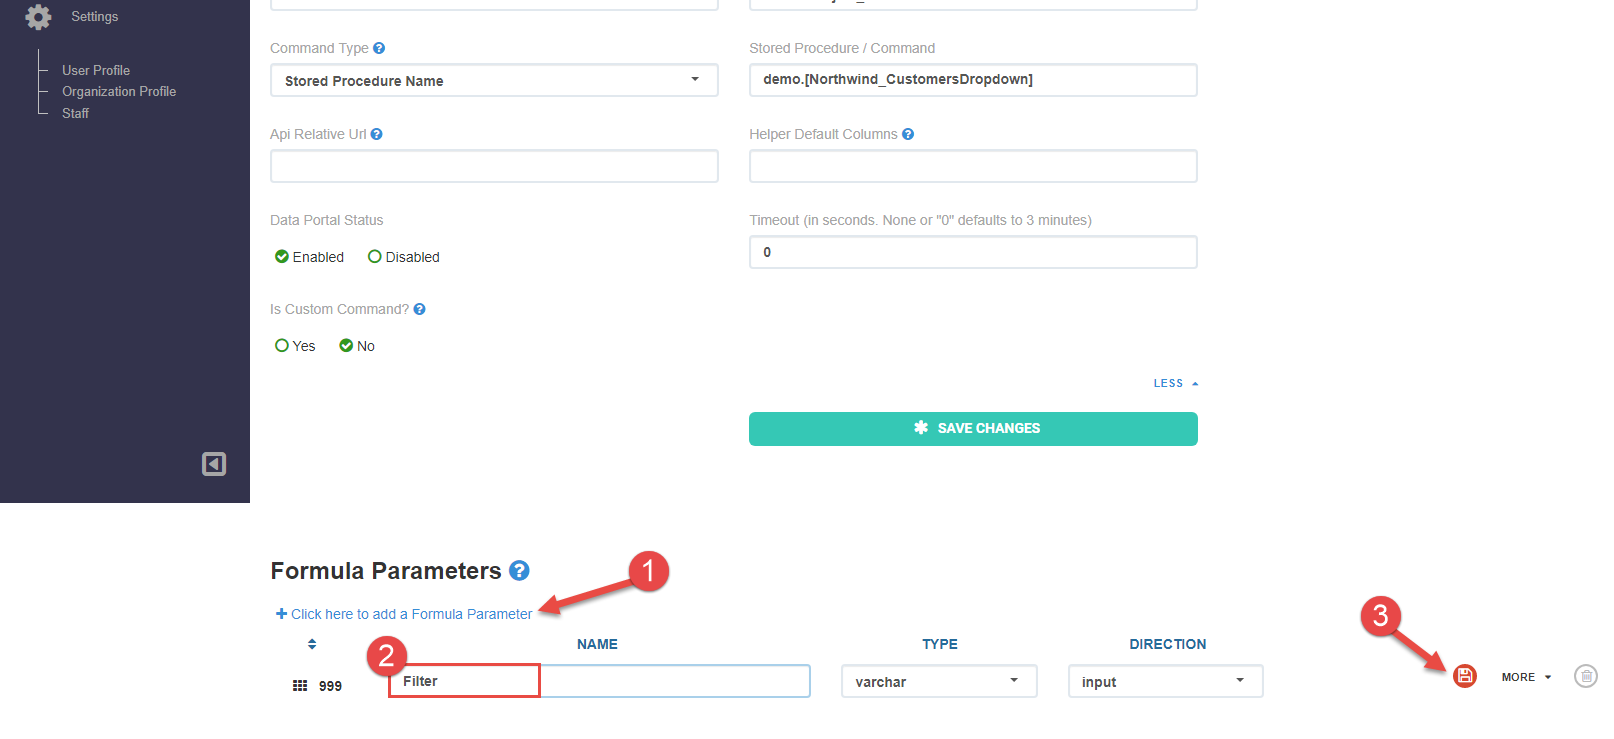 Settings
User Profile
Organization Profile
Staff
Command Type ?
Stored Procedure / Command
Stored Procedure Name
demo.[Northwind_CustomersDropdown]
Api Relative Url ?
Helper Default Columns ?
Data Portal Status
Timeout (in seconds. None or "0" defaults to 3 minutes)
Enabled Disabled
0
Is Custom Command? ?
Yes No
LESS
SAVE CHANGES
Formula Parameters ?
1
Click here to add a Formula Parameter
NAME TYPE DIRECTION
2
3
999 Filter varchar input MORE